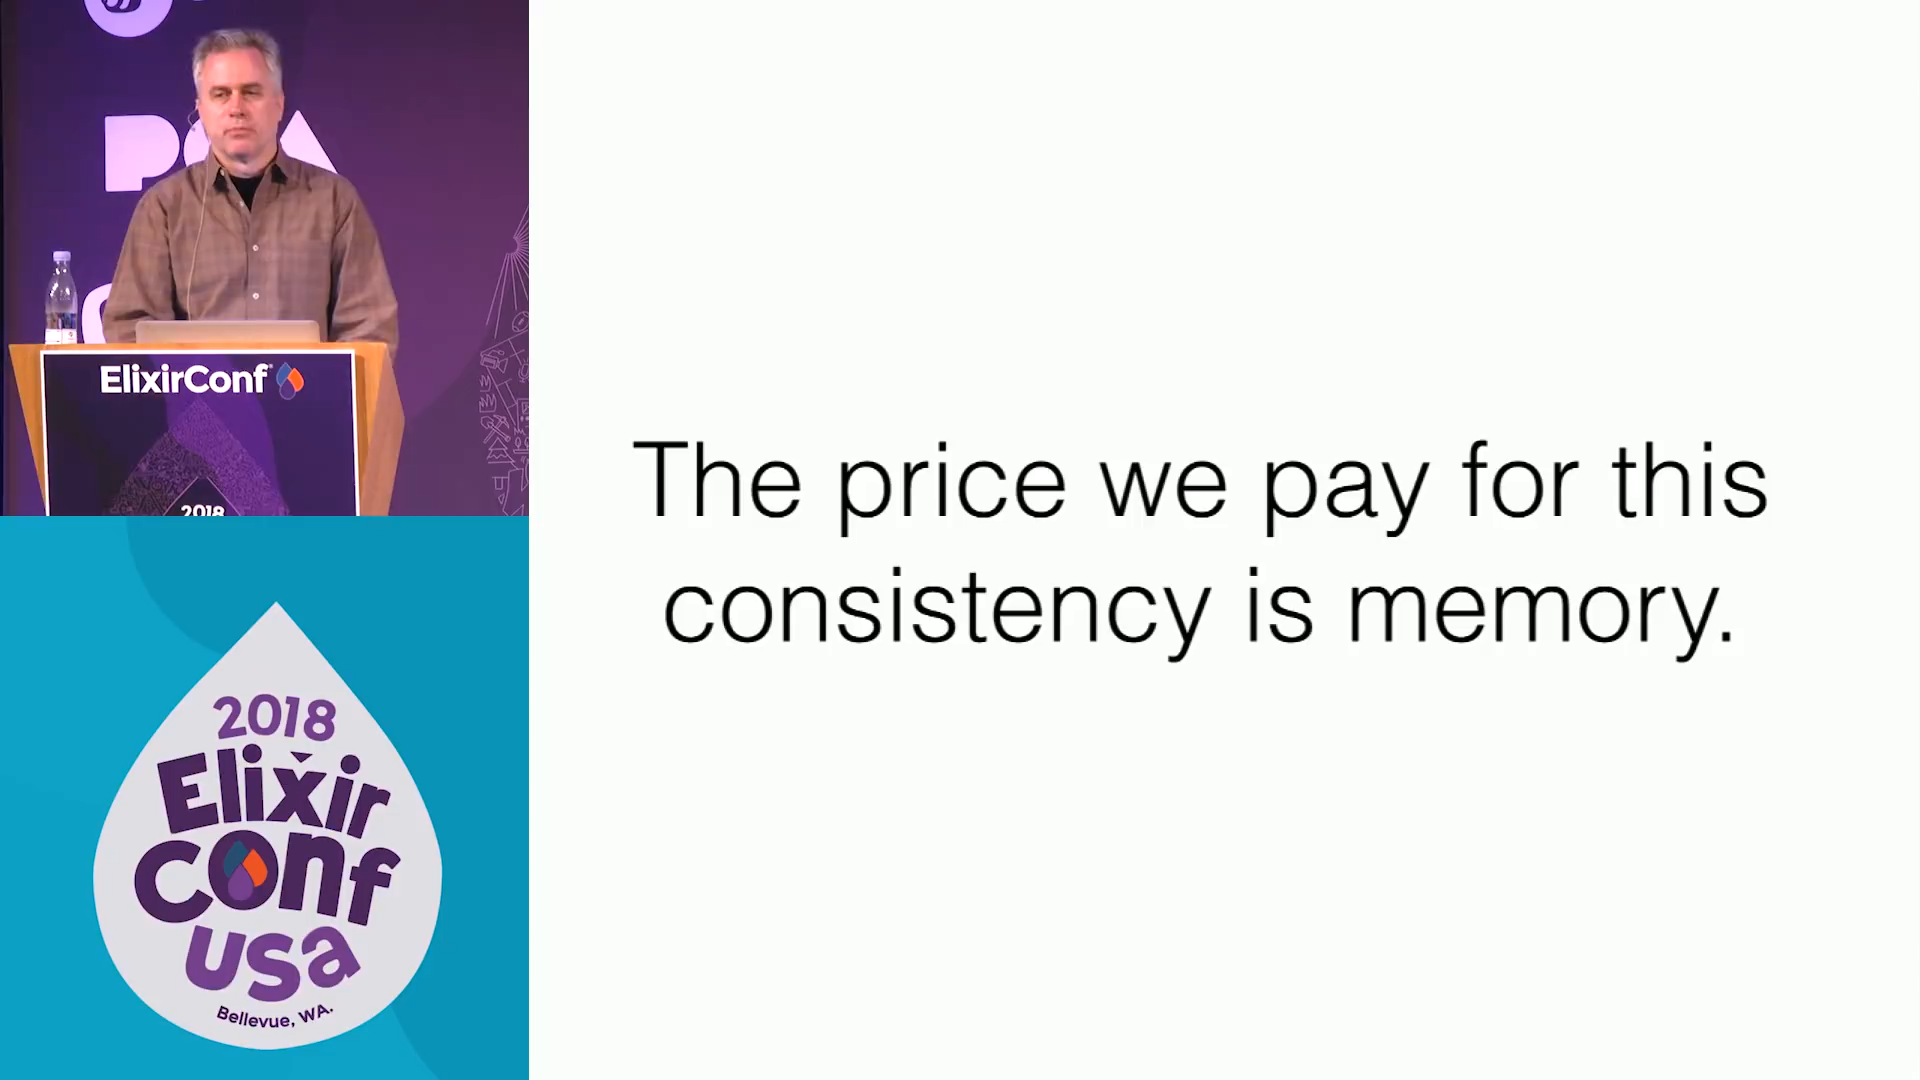 ElixirConf
2018
The price we pay for this
consistency is memory.
2018
Elixir
Conf
USA
Bellevue, WA.